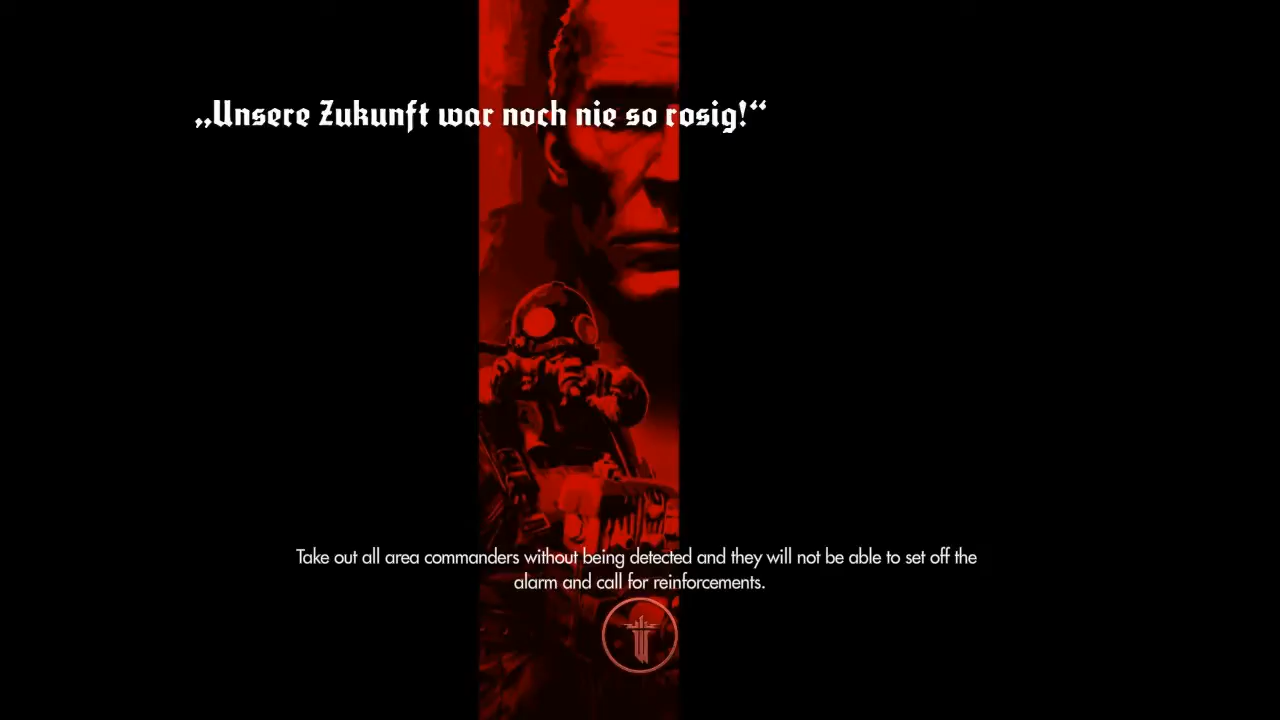 „Unsere Zukunft war noch nie so rosig!“
Take out all area commanders without being detected and they will not be able to set off the
alarm and call for reinforcements.